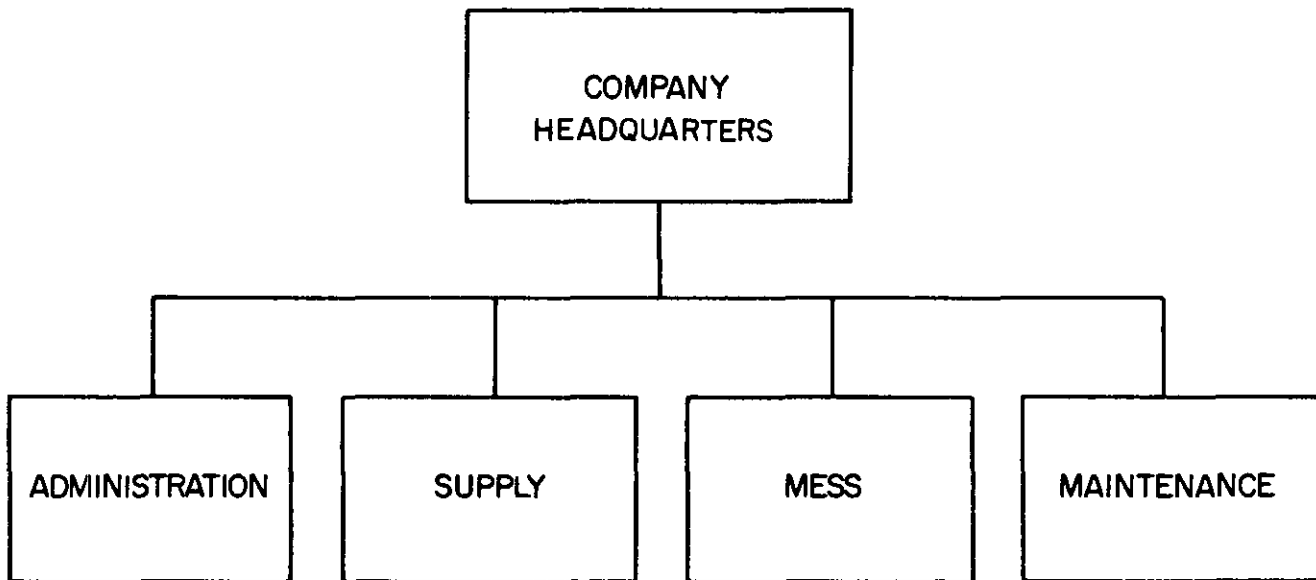 COMPANY
HEADQUARTERS
ADMINISTRATION
SUPPLY
MESS
MAINTENANCE